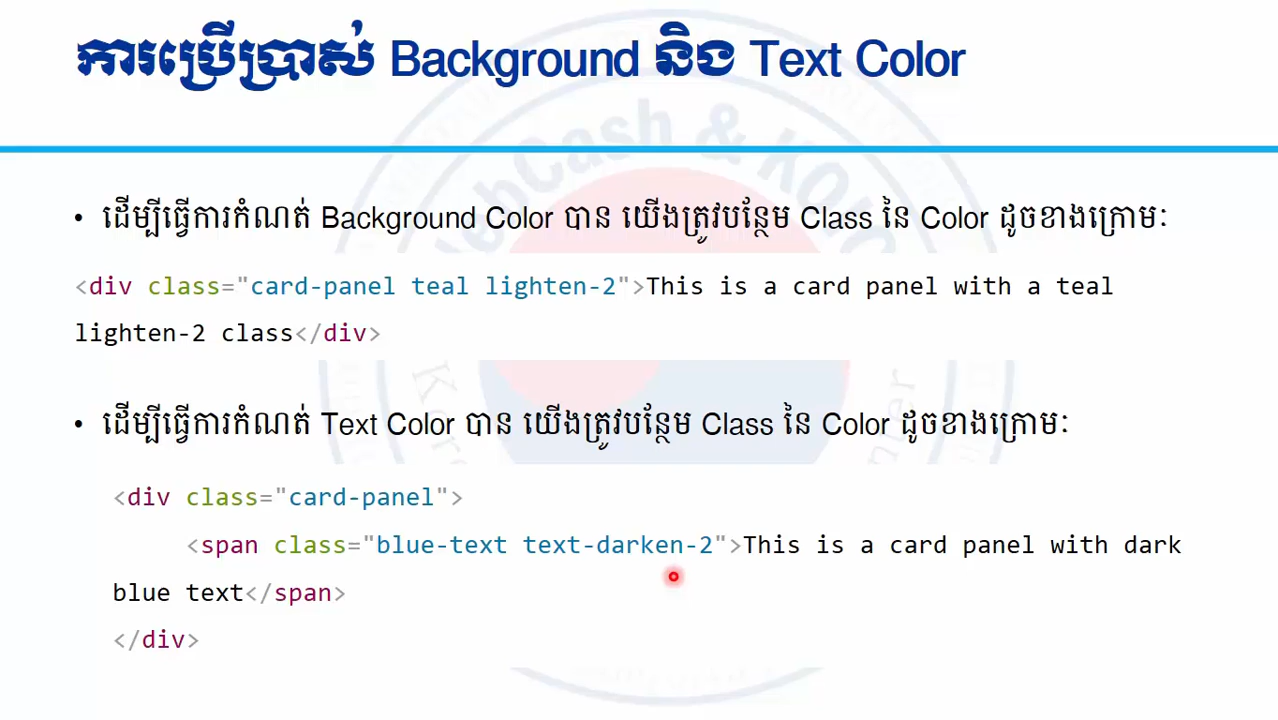 ការប្រើប្រាស់ Background និង Text Color
• ដើម្បីធ្វើការកំណត់ Background Color បាន យើងត្រូវបន្ថែម Class នៃ Color ដូចខាងក្រោមៈ
<div class="card-panel teal lighten-2">This is a card panel with a teal
lighten-2 class</div>
• ដើម្បីធ្វើការកំណត់ Text Color បាន យើងត្រូវបន្ថែម Class នៃ Color ដូចខាងក្រោមៈ
<div class="card-panel">
<span class="blue-text text-darken-2">This is a card panel with dark
blue text</span>
</div>